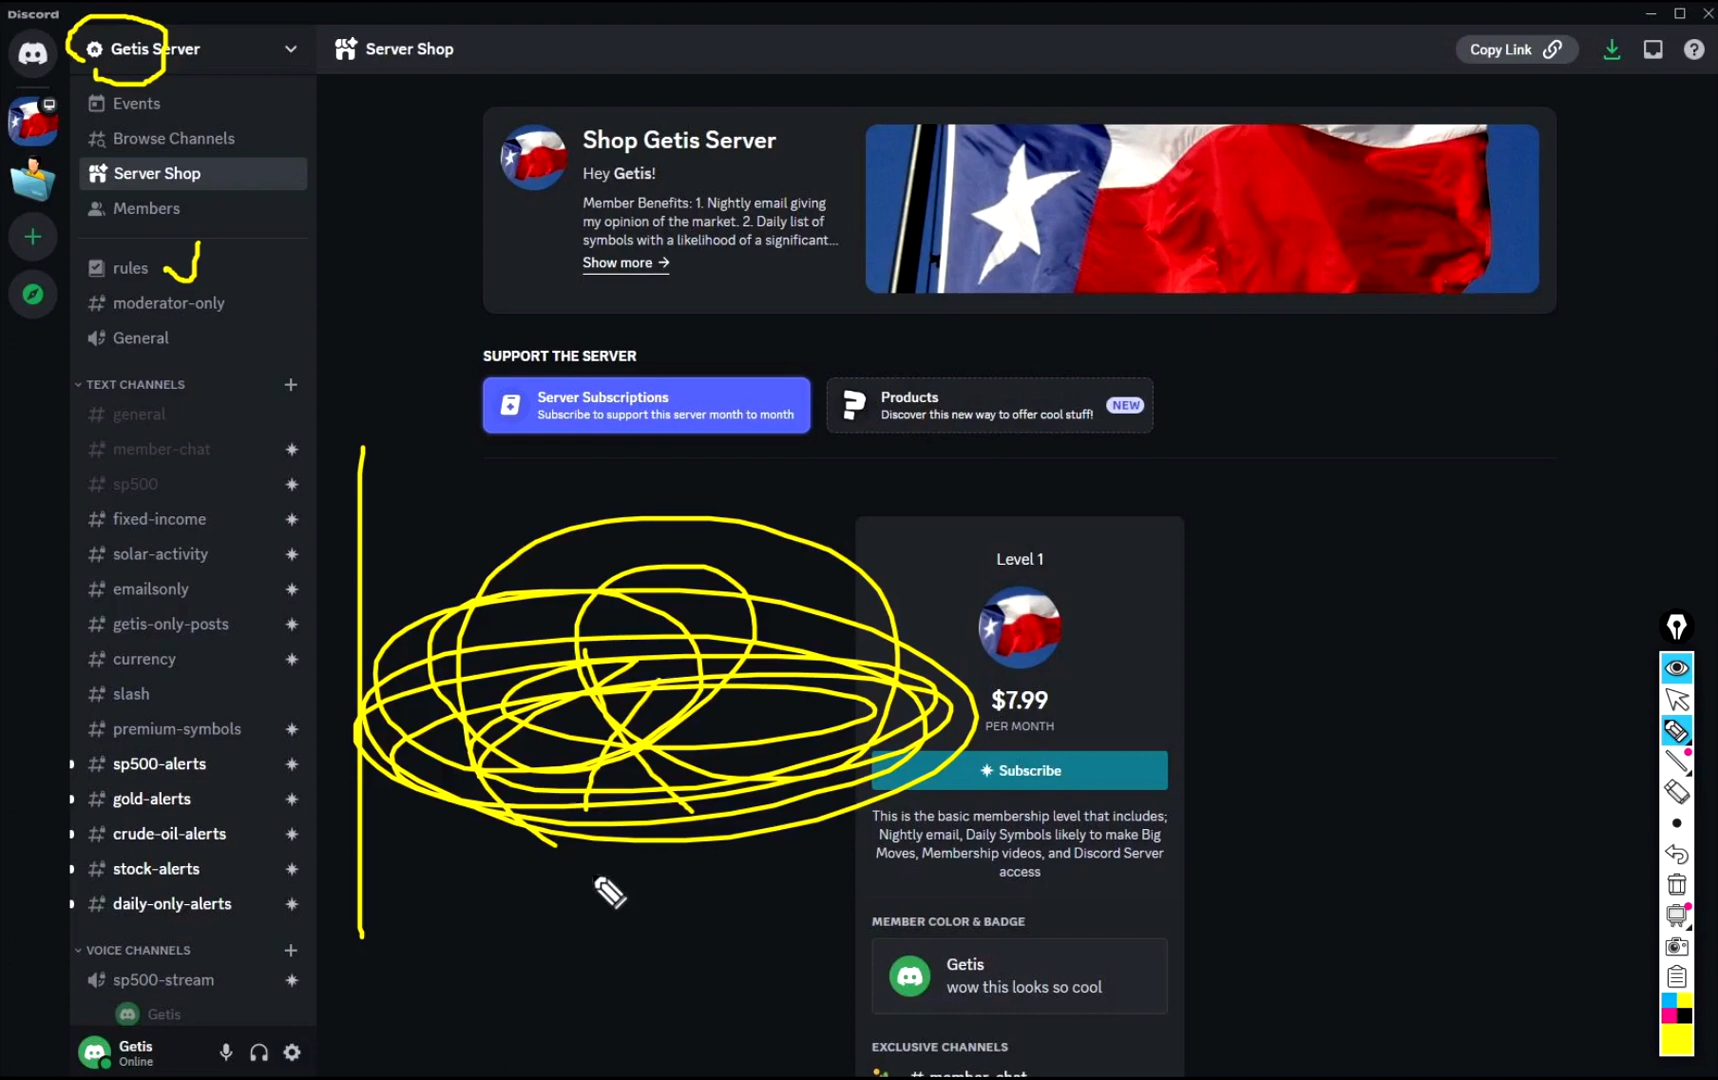 Discord
Getis Server
Server Shop
Copy Link
Events
Browse Channels
Server Shop
Members
rules
moderator-only
General
TEXT CHANNELS
general
member-chat
sp500
fixed-income
solar-activity
emailsonly
getis-only-posts
currency
slash
premium-symbols
sp500-alerts
gold-alerts
crude-oil-alerts
stock-alerts
daily-only-alerts
VOICE CHANNELS
sp500-stream
Getis
Getis
Online
Shop Getis Server
Hey Getis!
Member Benefits: 1. Nightly email giving
my opinion of the market. 2. Daily list of
symbols with a likelihood of a significant...
Show more →
SUPPORT THE SERVER
Server Subscriptions
Subscribe to support this server month to month
Products
Discover this new way to offer cool stuff!
NEW
Level 1
$7.99
PER MONTH
Subscribe
This is the basic membership level that includes;
Nightly email, Daily Symbols likely to make Big
Moves, Membership videos, and Discord Server
access
MEMBER COLOR & BADGE
Getis
wow this looks so cool
EXCLUSIVE CHANNELS
# member-chat